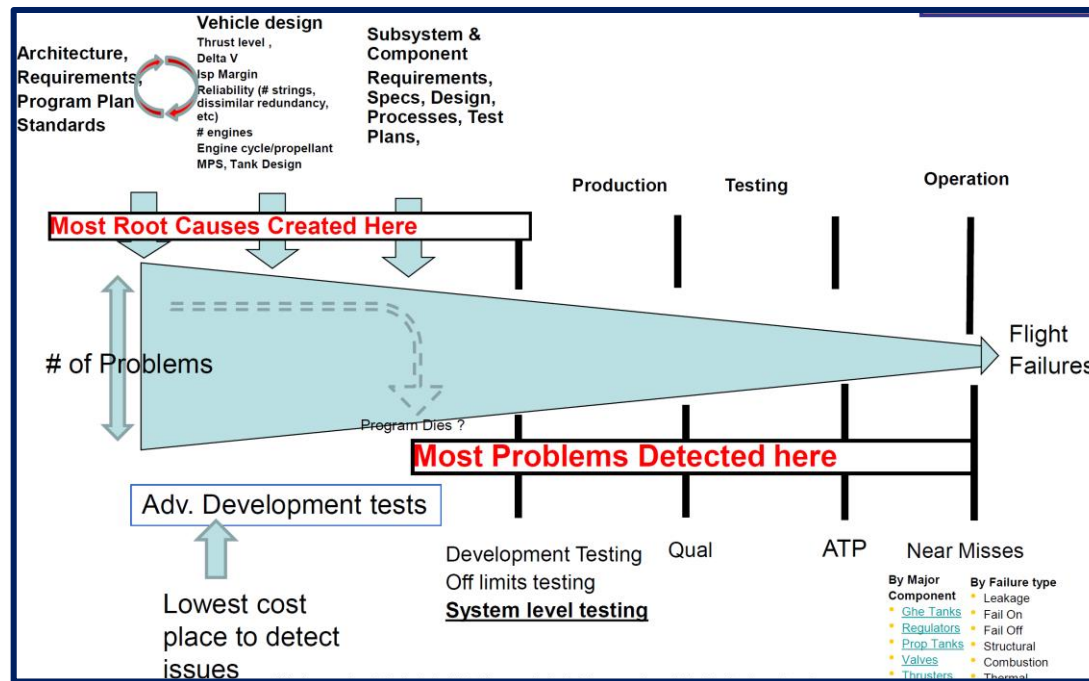 Architecture,
Requirements,
Program Plan
Standards
Vehicle design
Thrust level ,
Delta V
Isp Margin
Reliability (# strings,
dissimilar redundancy,
etc)
# engines
Engine cycle/propellant
MPS, Tank Design
Subsystem &
Component
Requirements,
Specs, Design,
Processes, Test
Plans,
Production
Testing
Operation
Most Root Causes Created Here
# of Problems
Program Dies ?
Flight
Failures
Most Problems Detected here
Adv. Development tests
Lowest cost
place to detect
issues
Development Testing
Off limits testing
System level testing
Qual
ATP
Near Misses
By Major
Component
Ghe Tanks
Regulators
Prop Tanks
Valves
Thrusters
By Failure type
Leakage
Fail On
Fail Off
Structural
Combustion
Thermal